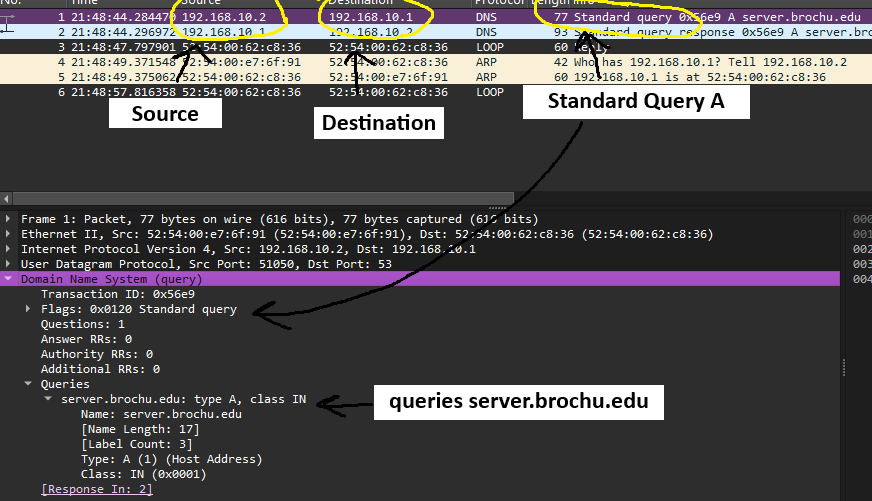 No. Time Source Destination Protocol Length Info
1 21:48:44.284470 192.168.10.2 192.168.10.1 DNS 77 Standard query 0x56e9 A server.brochu.edu
2 21:48:44.296972 192.168.10.1 192.168.10.2 DNS 93 Standard query response 0x56e9 A server.bro
3 21:48:47.797901 52:54:00:62:c8:36 52:54:00:62:c8:36 LOOP 60 Reply
4 21:48:49.371548 52:54:00:e7:6f:91 52:54:00:62:c8:36 ARP 42 Who has 192.168.10.1? Tell 192.168.10.2
5 21:48:49.375062 52:54:00:62:c8:36 52:54:00:e7:6f:91 ARP 60 192.168.10.1 is at 52:54:00:62:c8:36
6 21:48:57.816358 52:54:00:62:c8:36 52:54:00:62:c8:36 LOOP
Source
Destination
Standard Query A
Frame 1: Packet, 77 bytes on wire (616 bits), 77 bytes captured (616 bits)
Ethernet II, Src: 52:54:00:e7:6f:91 (52:54:00:e7:6f:91), Dst: 52:54:00:62:c8:36 (52:54:00:62:c8:36)
Internet Protocol Version 4, Src: 192.168.10.2, Dst: 192.168.10.1
User Datagram Protocol, Src Port: 51050, Dst Port: 53
Domain Name System (query)
Transaction ID: 0x56e9
Flags: 0x0120 Standard query
Questions: 1
Answer RRs: 0
Authority RRs: 0
Additional RRs: 0
Queries
server.brochu.edu: type A, class IN
queries server.brochu.edu
Name: server.brochu.edu
[Name Length: 17]
[Label Count: 3]
Type: A (1) (Host Address)
Class: IN (0x0001)
[Response In: 2]
000
001
002
003
004